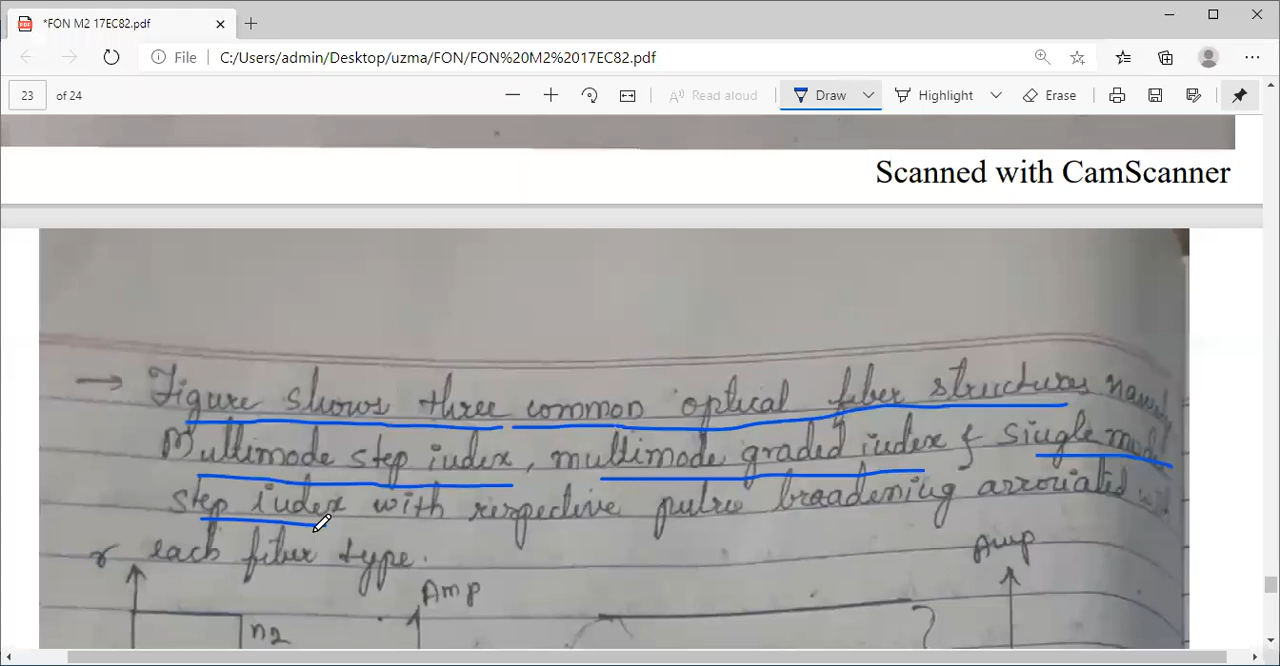 *FON M2 17EC82.pdf
File C:/Users/admin/Desktop/uzma/FON/FON%20M2%2017EC82.pdf
23 of 24 Read aloud Draw Highlight Erase
Scanned with CamScanner
→ Figure shows three common optical fiber structures
Multimode step index, multimode graded index & single mode
step index with respective pulse broadening associated
each fiber type.
r Amp Amp
n2